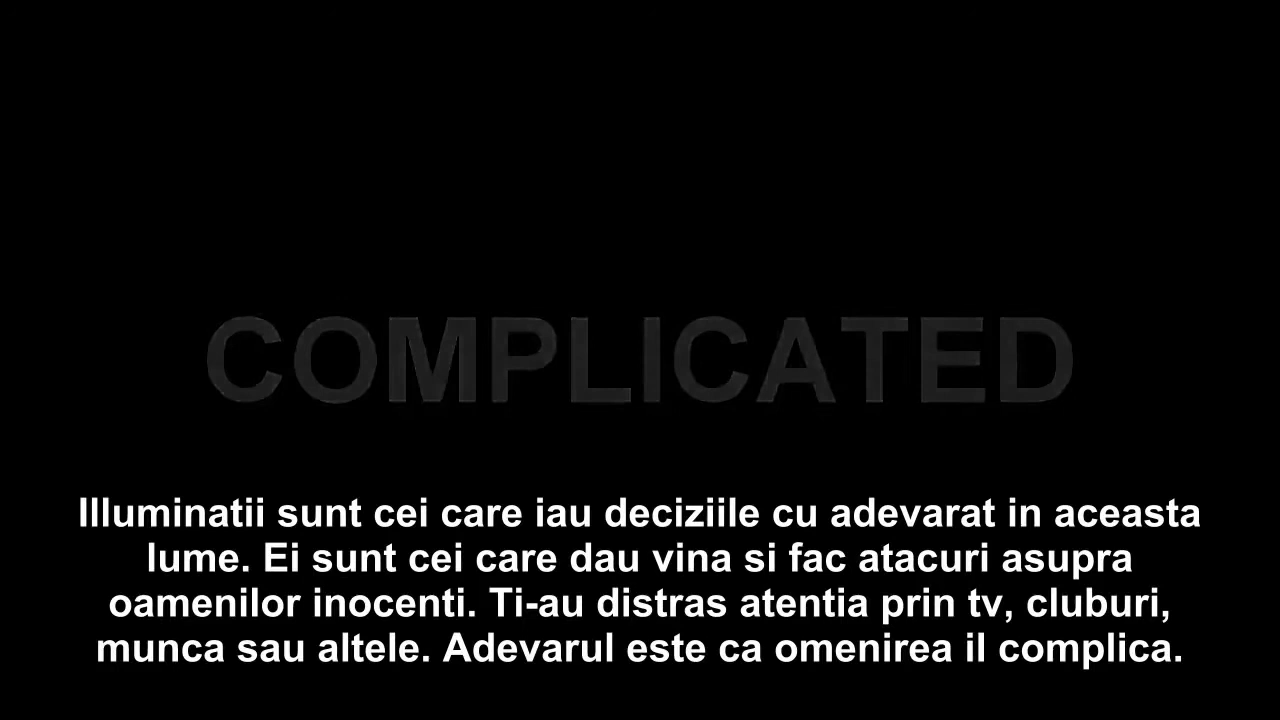 COMPLICATED
Illuminatii sunt cei care iau deciziile cu adevarat in aceasta
lume. Ei sunt cei care dau vina si fac atacuri asupra
oamenilor inocenti. Ti-au distras atentia prin tv, cluburi,
munca sau altele. Adevarul este ca omenirea il complica.